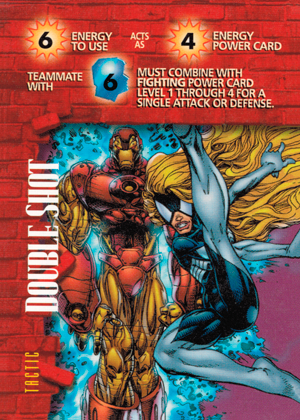 6 ENERGY TO USE ACTS AS 4 ENERGY POWER CARD
TEAMMATE WITH 6 MUST COMBINE WITH
FIGHTING POWER CARD
LEVEL 1 THROUGH 4 FOR A
SINGLE ATTACK OR DEFENSE.
DOUBLE SHOT
TACTIC